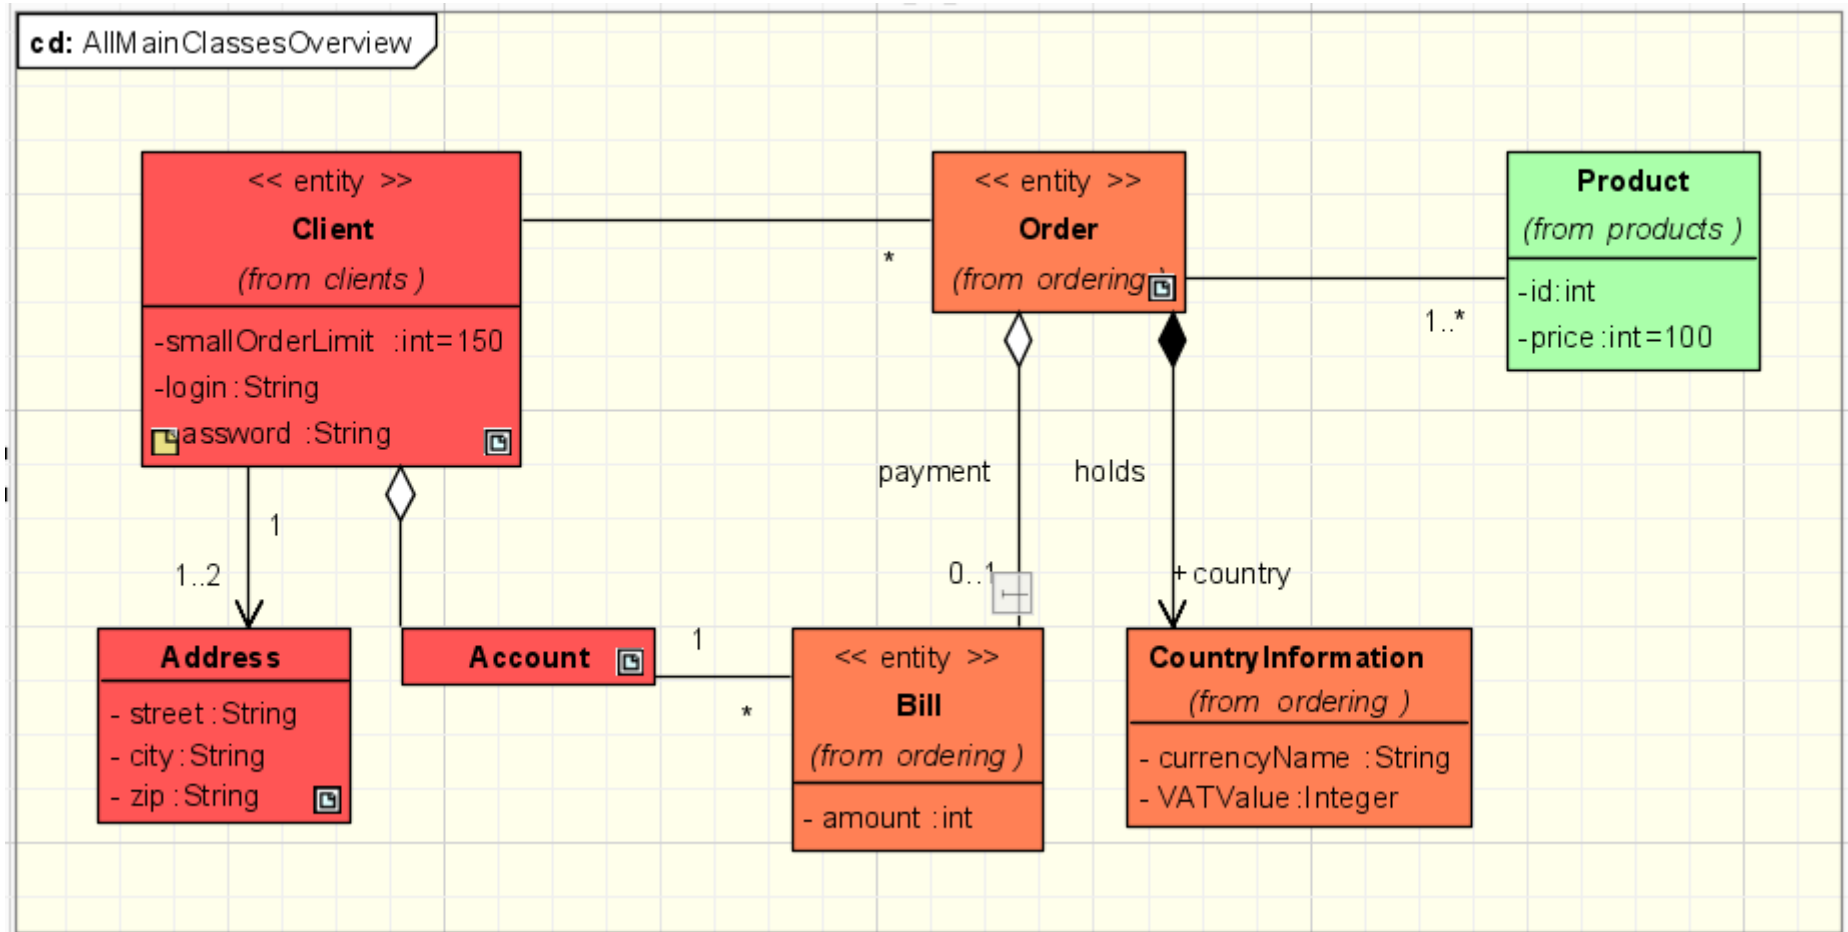 cd: AllMainClassesOverview
<< entity >>
Client
(from clients)
-smallOrderLimit :int=150
-login:String
assword :String
<< entity >>
Order
(from ordering
Product
(from products)
-id:int
-price:int=100
*
1..*
payment
holds
1
1..2
0..1
+ country
Address
- street:String
- city:String
- zip:String
Account
1
*
<< entity >>
Bill
(from ordering)
- amount :int
CountryInformation
(from ordering)
- currencyName :String
- VATValue:Integer